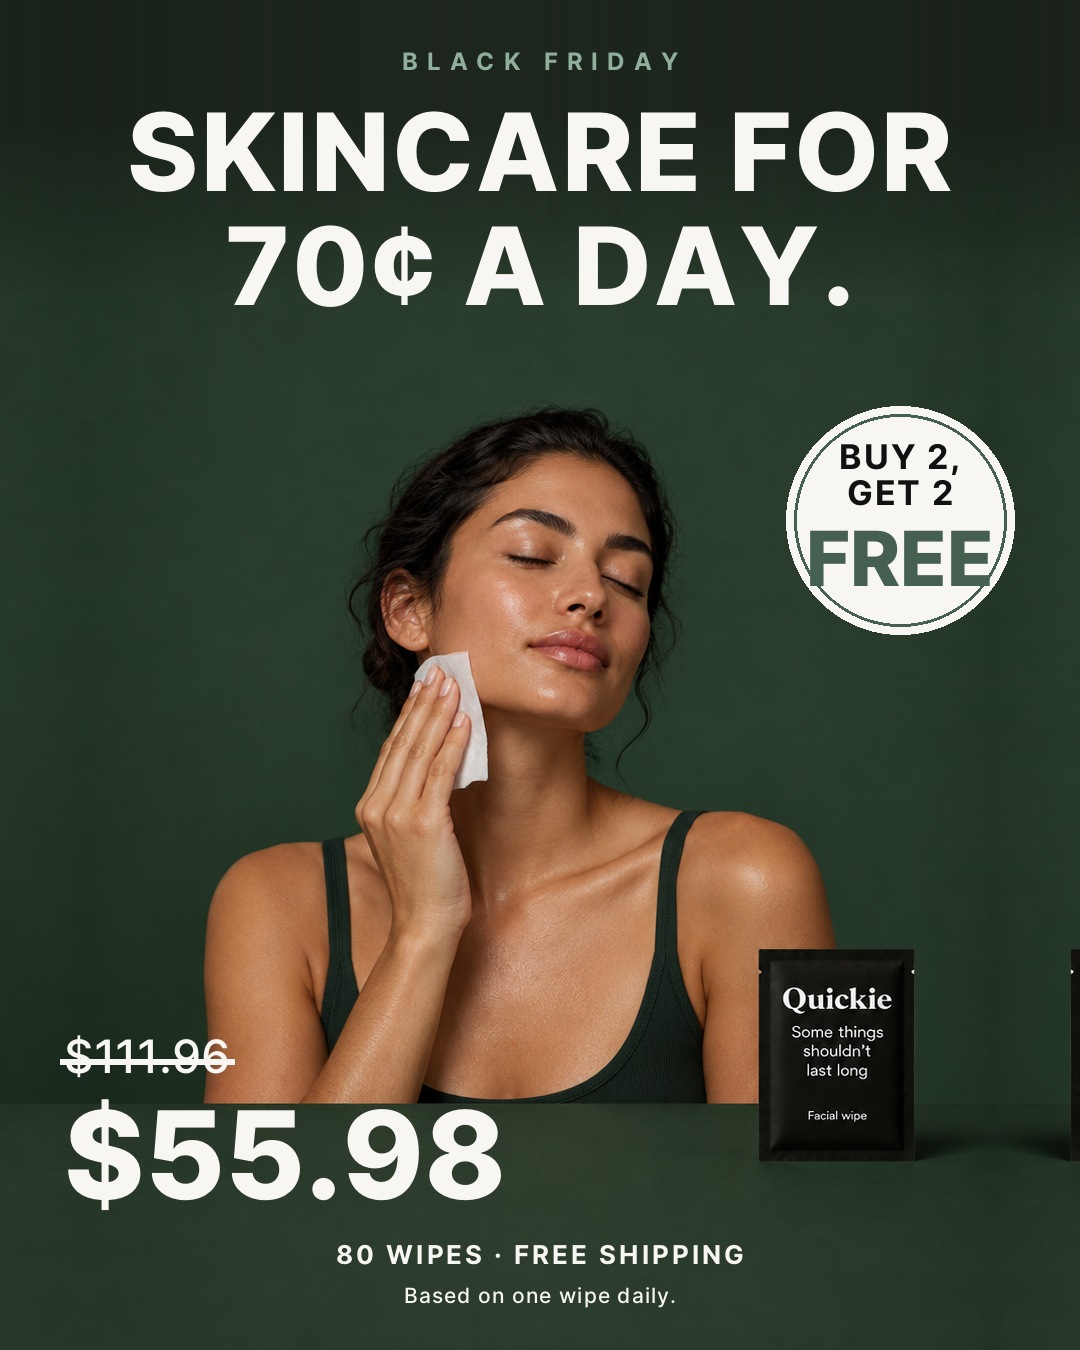 BLACK FRIDAY
SKINCARE FOR
70¢ A DAY.
BUY 2,
GET 2
FREE
Quickie
Some things
shouldn't
last long
Facial wipe
$111.96
$55.98
80 WIPES · FREE SHIPPING
Based on one wipe daily.